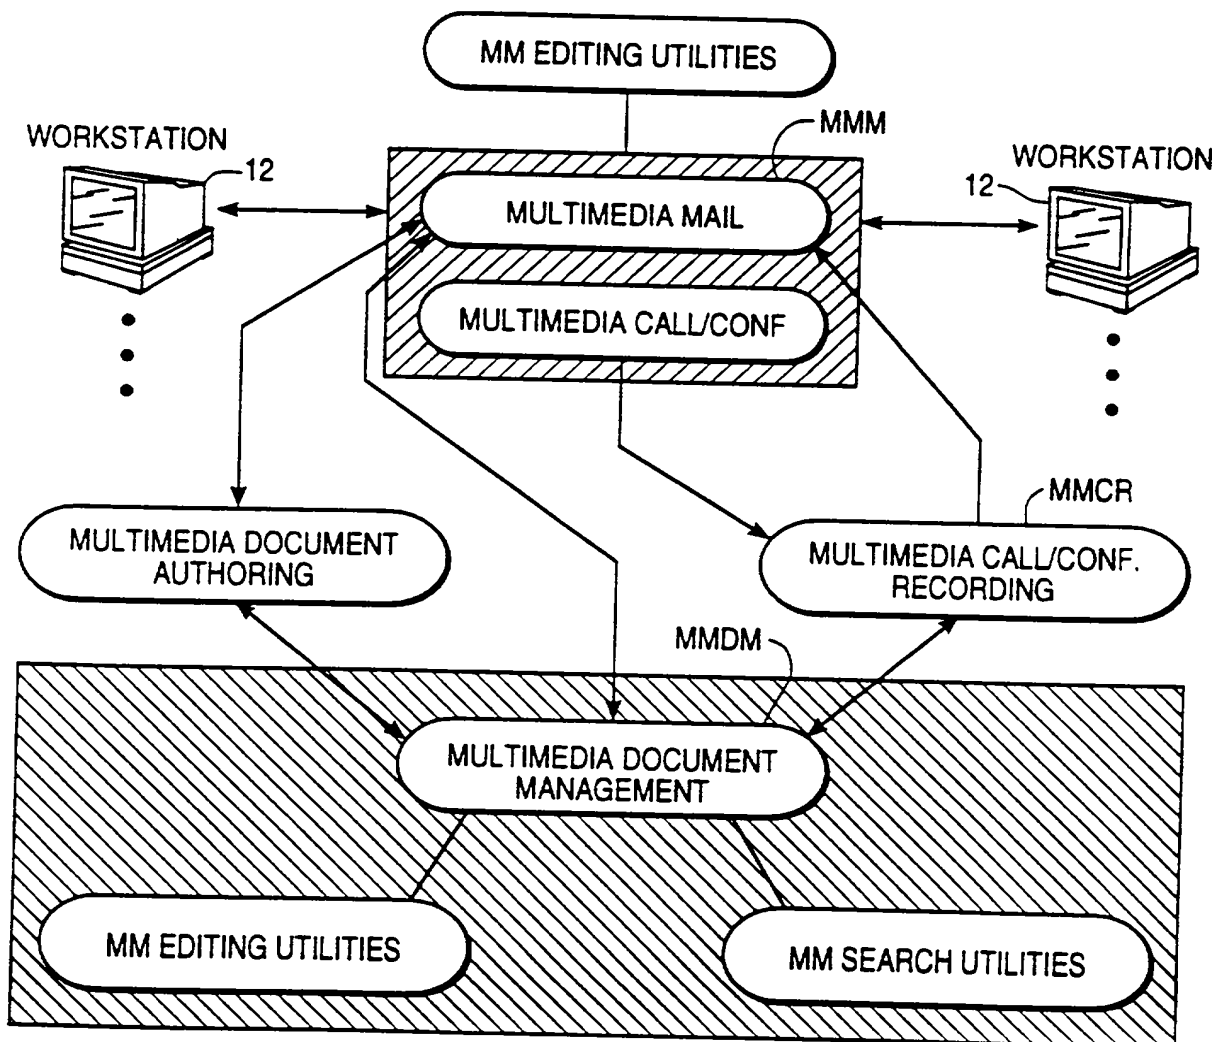 MM EDITING UTILITIES
MMM
WORKSTATION
12
WORKSTATION
12
MULTIMEDIA MAIL
MULTIMEDIA CALL/CONF
MMCR
MULTIMEDIA DOCUMENT
AUTHORING
MULTIMEDIA CALL/CONF.
RECORDING
MMDM
MULTIMEDIA DOCUMENT
MANAGEMENT
MM EDITING UTILITIES
MM SEARCH UTILITIES